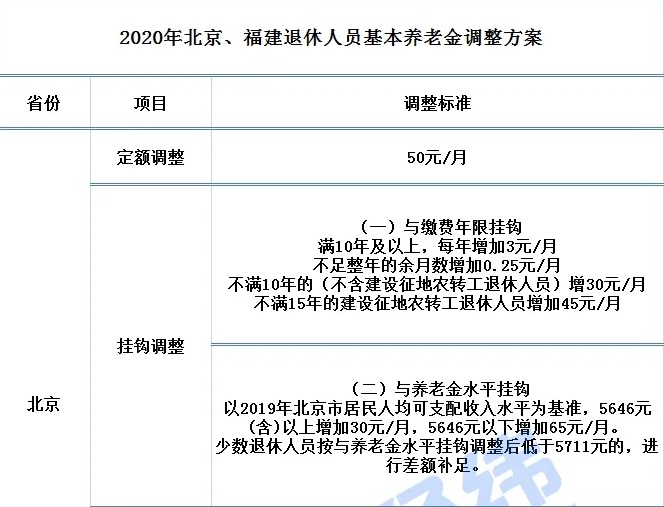 2020年北京、福建退休人员基本养老金调整方案
省份
项目
调整标准
定额调整
50元/月
（一）与缴费年限挂钩
满10年及以上，每年增加3元/月
不足整年的余月数增加0.25元/月
不满10年的（不含建设征地农转工退休人员）增30元/月
不满15年的建设征地农转工退休人员增加45元/月
挂钩调整
北京
（二）与养老金水平挂钩
以2019年北京市居民人均可支配收入水平为基准，5646元
(含)以上增加30元/月，5646元以下增加65元/月。
少数退休人员按与养老金水平挂钩调整后低于5711元的，进
行差额补足。
经纬